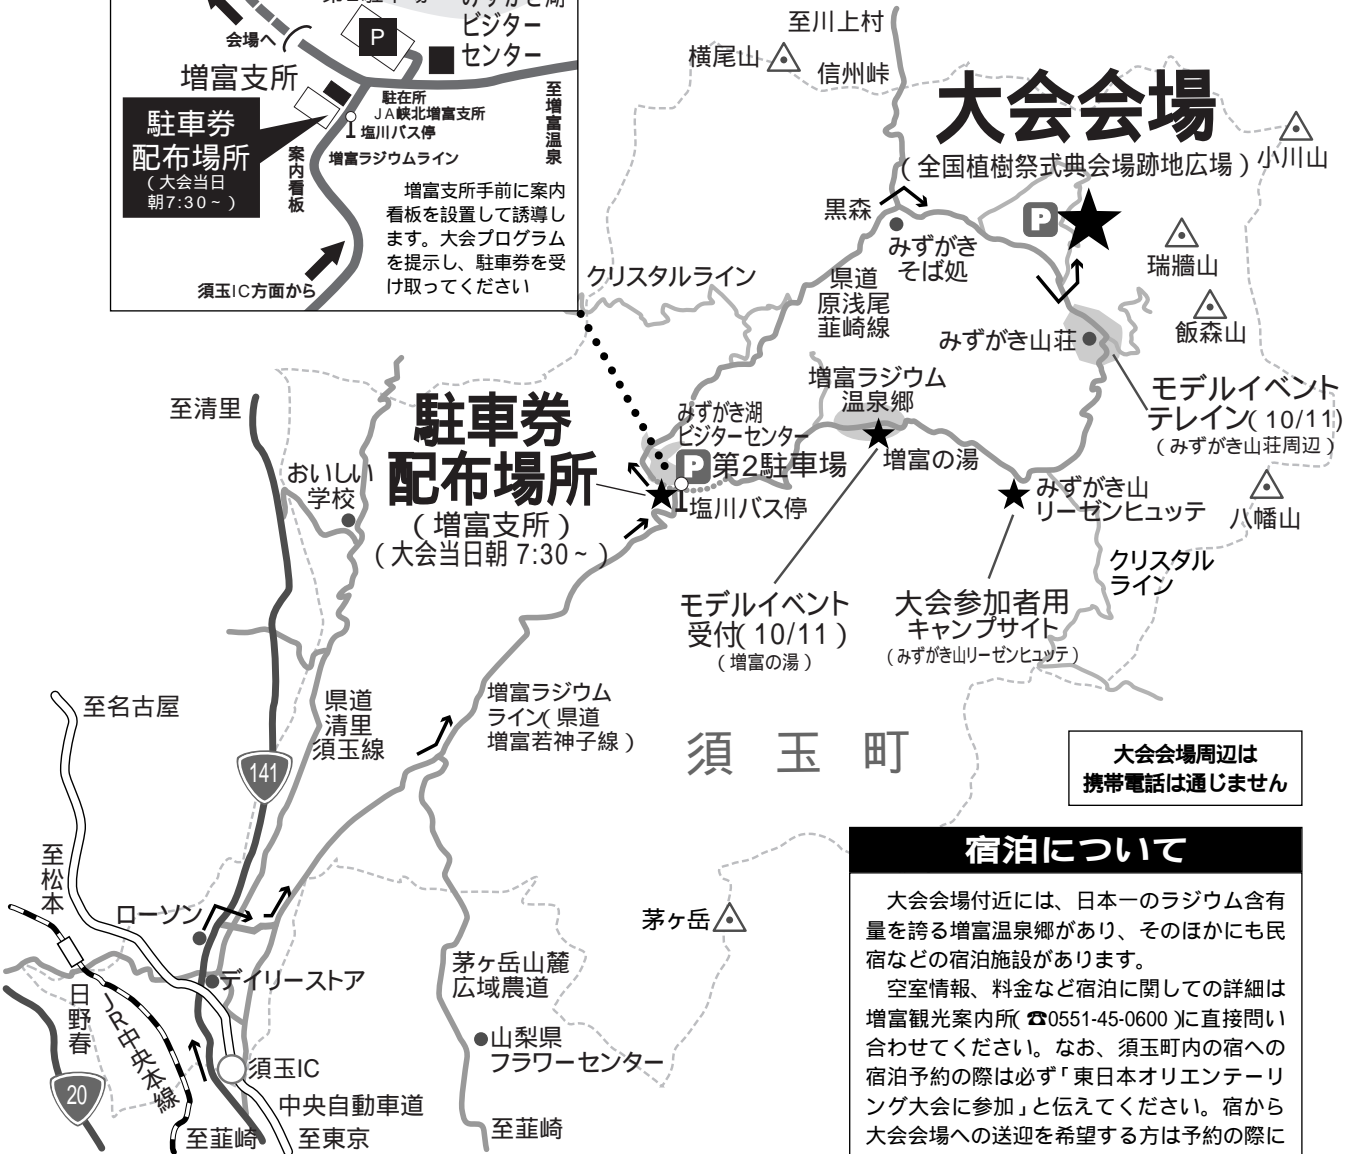 ビジター
センター
P
会場へ
増富支所
駐車券
配布場所
(大会当日
朝7:30~)
駐在所
JA峡北増富支所
塩川バス停
増富ラジウムライン
至増富温泉
案内看板
増富支所手前に案内
看板を設置して誘導し
ます。大会プログラム
を提示し、駐車券を受
け取ってください
須玉IC方面から
至川上村
横尾山
信州峠
大会会場
(全国植樹祭式典会場跡地広場)
小川山
黒森
P
みずがき
そば処
瑞牆山
クリスタルライン
県道
原浅尾
韮崎線
飯森山
みずがき山荘
増富ラジウム
温泉郷
モデルイベント
テレイン(10/11)
(みずがき山荘周辺)
至清里
駐車券
配布場所
(増富支所)
(大会当日朝 7:30~)
みずがき湖
ビジターセンター
P
第2駐車場
塩川バス停
増富の湯
みずがき山
リーゼンヒュッテ
八幡山
おいしい
学校
クリスタル
ライン
モデルイベント
受付(10/11)
(増富の湯)
大会参加者用
キャンプサイト
(みずがき山リーゼンヒュッテ)
至名古屋
県道
清里
須玉線
増富ラジウム
ライン(県道
増富若神子線)
須玉町
141
大会会場周辺は
携帯電話は通じません
至松本
ローソン
茅ヶ岳
デイリーストア
茅ヶ岳山麓
広域農道
日野春
JR中央本線
山梨県
フラワーセンター
須玉IC
20
中央自動車道
至韮崎
至東京
至韮崎
宿泊について
大会会場付近には、日本一のラジウム含有
量を誇る増富温泉郷があり、そのほかにも民
宿などの宿泊施設があります。
空室情報、料金など宿泊に関しての詳細は
増富観光案内所(☎0551-45-0600)に直接問い
合わせてください。なお、須玉町内の宿への
宿泊予約の際は必ず「東日本オリエンテーリ
ング大会に参加」と伝えてください。宿から
大会会場への送迎を希望する方は予約の際に